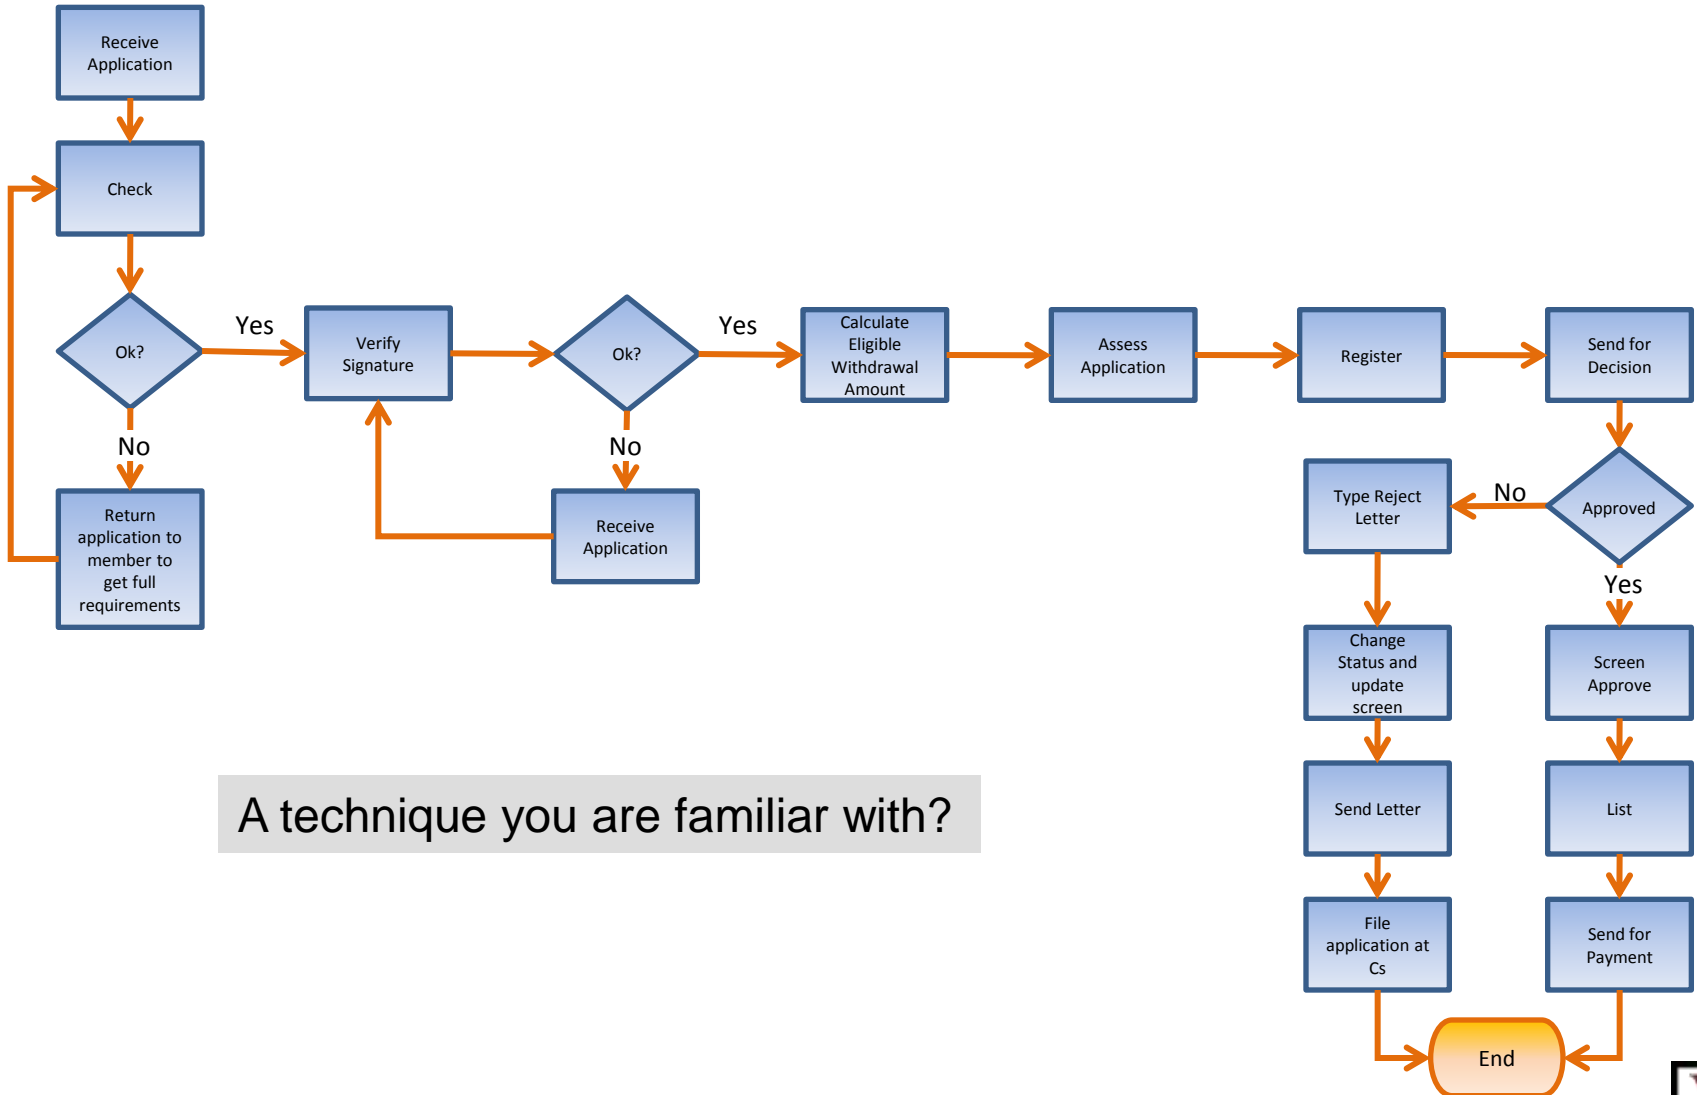 Receive
Application
Check
Ok?
Yes
No
Return
application to
member to
get full
requirements
Verify
Signature
Ok?
Yes
No
Receive
Application
Calculate
Eligible
Withdrawal
Amount
Assess
Application
Register
Send for
Decision
Approved
No
Type Reject
Letter
Change
Status and
update
screen
Send Letter
File
application at
Cs
Yes
Screen
Approve
List
Send for
Payment
End
A technique you are familiar with?